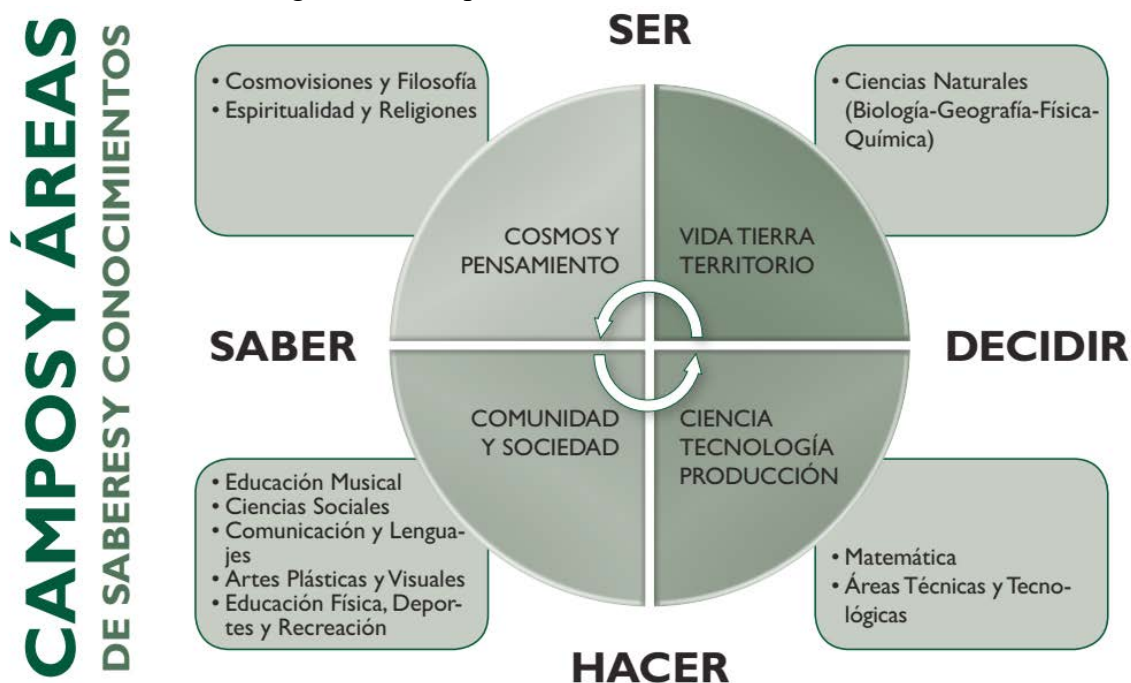 CAMPOS Y ÁREAS
DE SABERES Y CONOCIMIENTOS
SER
• Cosmovisiones y Filosofía
• Espiritualidad y Religiones
• Ciencias Naturales
(Biología-Geografía-Física-
Química)
COSMOS Y
PENSAMIENTO
VIDA TIERRA
TERRITORIO
SABER
DECIDIR
COMUNIDAD
Y SOCIEDAD
CIENCIA
TECNOLOGÍA
PRODUCCIÓN
• Educación Musical
• Ciencias Sociales
• Comunicación y Lengua-
jes
• Artes Plásticas y Visuales
• Educación Física, Depor-
tes y Recreación
• Matemática
• Áreas Técnicas y Tecno-
lógicas
HACER